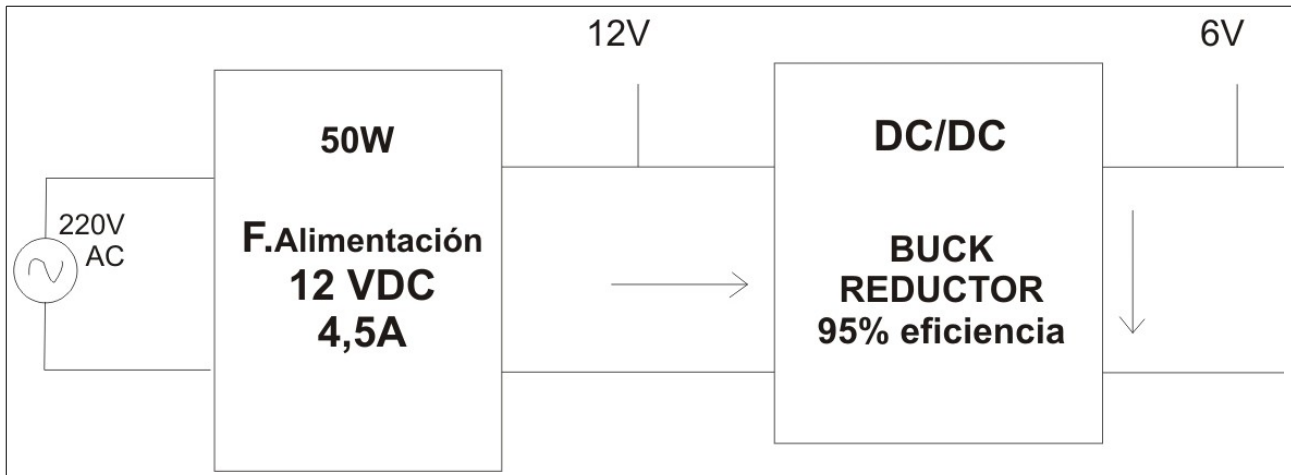 220V
AC
50W
F.Alimentación
12 VDC
4,5A
12V
DC/DC
BUCK
REDUCTOR
95% eficiencia
6V